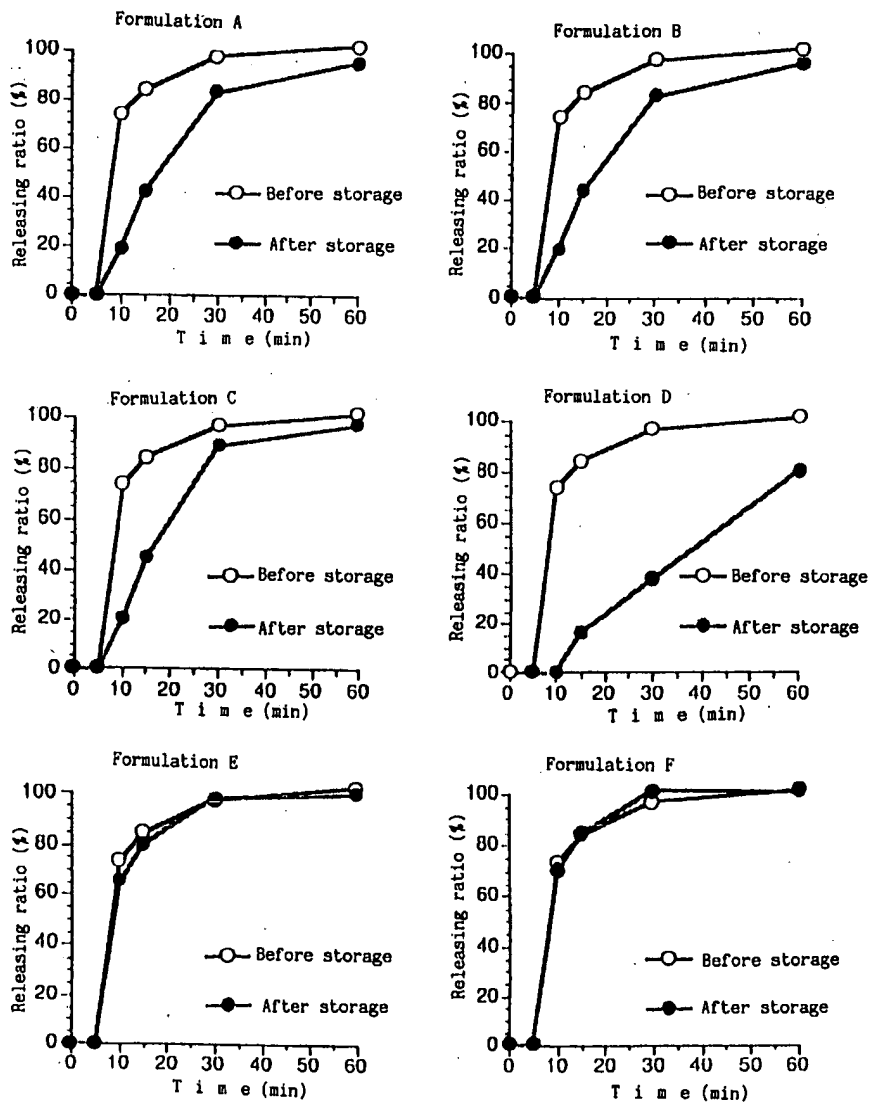 Formulation A
Releasing ratio (%)
100
80
60
40
20
0
Before storage
After storage
0 10 20 30 40 50 60
T i m e (min)
Formulation B
Releasing ratio (%)
100
80
60
40
20
0
Before storage
After storage
0 10 20 30 40 50 60
T i m e (min)
Formulation C
Releasing ratio (%)
100
80
60
40
20
0
Before storage
After storage
0 10 20 30 40 50 60
T i m e (min)
Formulation D
Releasing ratio (%)
100
80
60
40
20
0
Before storage
After storage
0 10 20 30 40 50 60
T i m e (min)
Formulation E
Releasing ratio (%)
100
80
60
40
20
0
Before storage
After storage
0 10 20 30 40 50 60
T i m e (min)
Formulation F
Releasing ratio (%)
100
80
60
40
20
0
Before storage
After storage
0 10 20 30 40 50 60
T i m e (min)